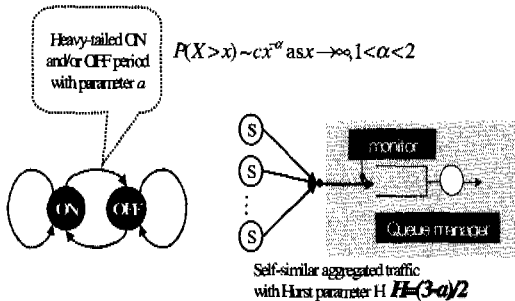 Heavy-tailed ON
and/or OFF period
with parameter a
P(X>x)~cx^-α as x→∞, 1<α<2
S
S
S
monitor
ON
OFF
Queue manager
Self-similar aggregated traffic
with Hurst parameter H H=(3-a)/2